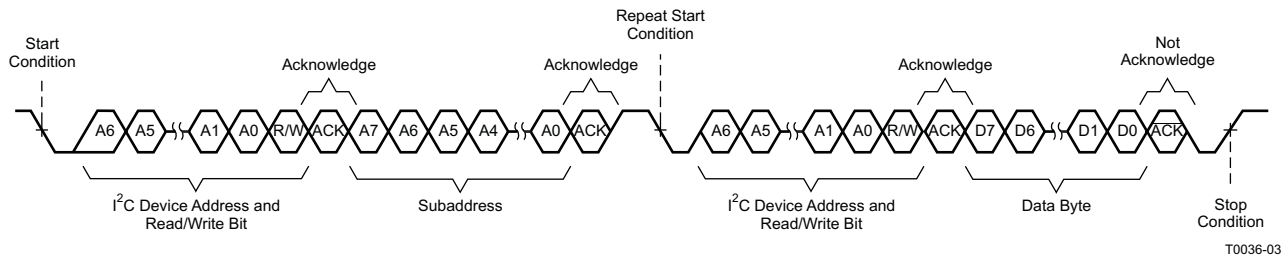 Start
Condition
Repeat Start
Condition
Acknowledge
Acknowledge
Acknowledge
Not
Acknowledge
A6 A5 A1 A0 R/W ACK A7 A6 A5 A4 A0 ACK A6 A5 A1 A0 R/W ACK D7 D6 D1 D0 ACK
I²C Device Address and
Read/Write Bit
Subaddress
I²C Device Address and
Read/Write Bit
Data Byte
Stop
Condition
T0036-03